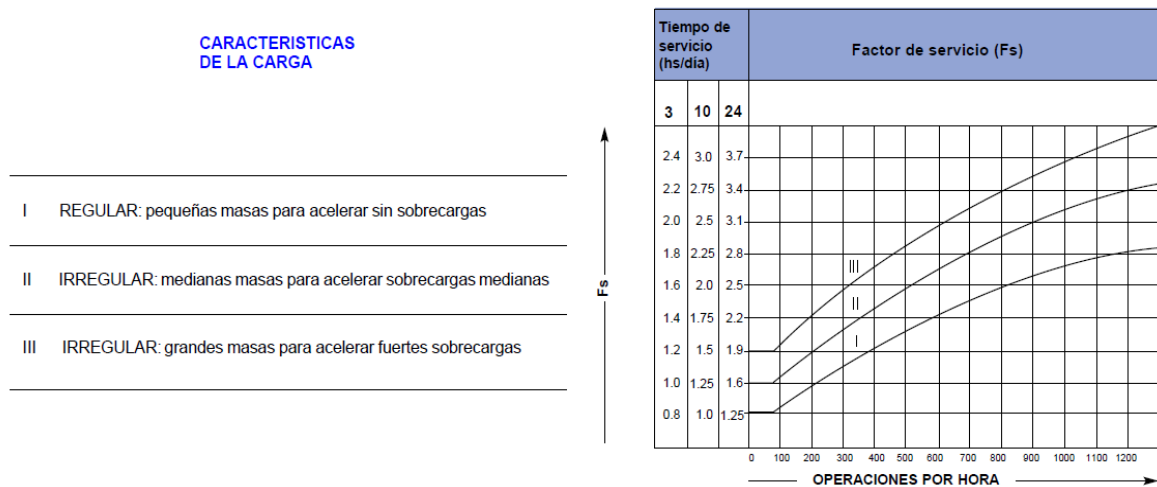 CARACTERISTICAS
DE LA CARGA
I REGULAR: pequeñas masas para acelerar sin sobrecargas
II IRREGULAR: medianas masas para acelerar sobrecargas medianas
III IRREGULAR: grandes masas para acelerar fuertes sobrecargas
Fs
Tiempo de
servicio
(hs/día)
Factor de servicio (Fs)
3 10 24
2.4 3.0 3.7
2.2 2.75 3.4
2.0 2.5 3.1
1.8 2.25 2.8
1.6 2.0 2.5
1.4 1.75 2.2
1.2 1.5 1.9
1.0 1.25 1.6
0.8 1.0 1.25
III
II
I
0 100 200 300 400 500 600 700 800 900 1000 1100 1200
OPERACIONES POR HORA